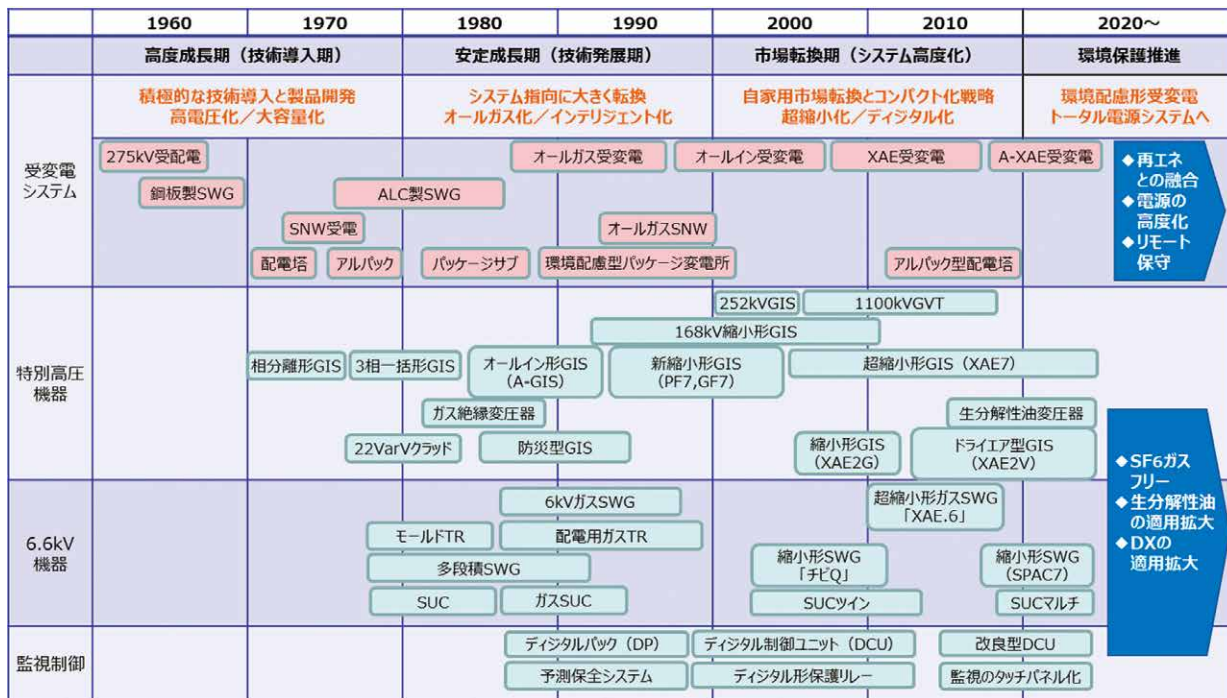 1960 1970 1980 1990 2000 2010 2020～
高度成長期（技術導入期） 安定成長期（技術発展期） 市場転換期（システム高度化） 環境保護推進
積極的な技術導入と製品開発 システム指向に大きく転換 自家用市場転換とコンパクト化戦略 環境配慮形受変電
高電圧化／大容量化 オールガス化／インテリジェント化 超縮小化／ディジタル化 トータル電源システムへ
受変電
システム
275kV受配電 オールガス受変電 オールイン受変電 XAE受変電 A-XAE受変電
鋼板製SWG ALC製SWG
SNW受電 オールガスSNW
配電塔 アルパック パッケージサブ 環境配慮型パッケージ変電所 アルパック型配電塔
◆再エネ
との融合
◆電源の
高度化
◆リモート
保守
特別高圧
機器
252kVGIS 1100kVGVT
168kV縮小形GIS
相分離形GIS 3相一括形GIS オールイン形GIS 新縮小形GIS 超縮小形GIS（XAE7）
(A-GIS) (PF7,GF7)
ガス絶縁変圧器 生分解性油変圧器
22VarVクラッド 防災型GIS 縮小形GIS ドライエア型GIS
(XAE2G) (XAE2V)
6.6kV
機器
6kVガスSWG 超縮小形ガスSWG
「XAE.6」
モールドTR 配電用ガスTR
多段積SWG 縮小形SWG 縮小形SWG
「チビQ」 (SPAC7)
SUC ガスSUC SUCツイン SUCマルチ
◆SF6ガス
フリー
◆生分解性油
の適用拡大
◆DXの
適用拡大
監視制御
ディジタルパック（DP） ディジタル制御ユニット（DCU） 改良型DCU
予測保全システム ディジタル形保護リレー 監視のタッチパネル化